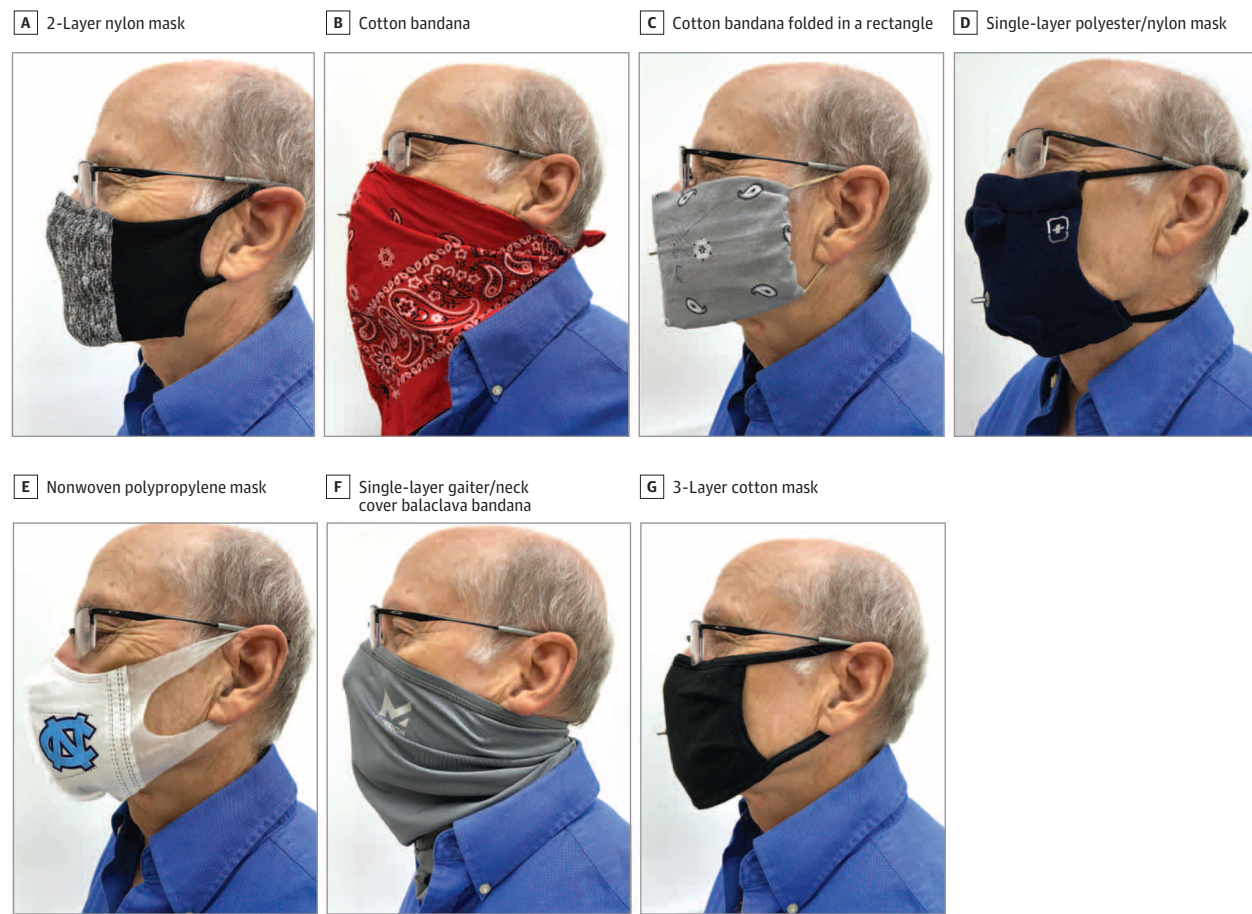 A 2-Layer nylon mask
B Cotton bandana
C Cotton bandana folded in a rectangle
D Single-layer polyester/nylon mask
E Nonwoven polypropylene mask
F Single-layer gaiter/neck
cover balaclava bandana
G 3-Layer cotton mask
NC